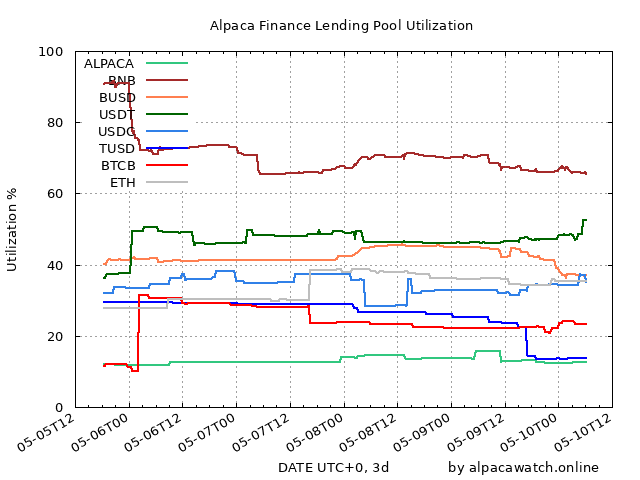 Alpaca Finance Lending Pool Utilization
Utilization %
100
80
60
40
20
0
ALPACA
BNB
BUSD
USDT
USDC
TUSD
BTCB
ETH
05-05T12
05-06T00
05-06T12
05-07T00
05-07T12
05-08T00
05-08T12
05-09T00
05-09T12
05-10T00
05-10T12
DATE UTC+0, 3d
by alpacawatch.online